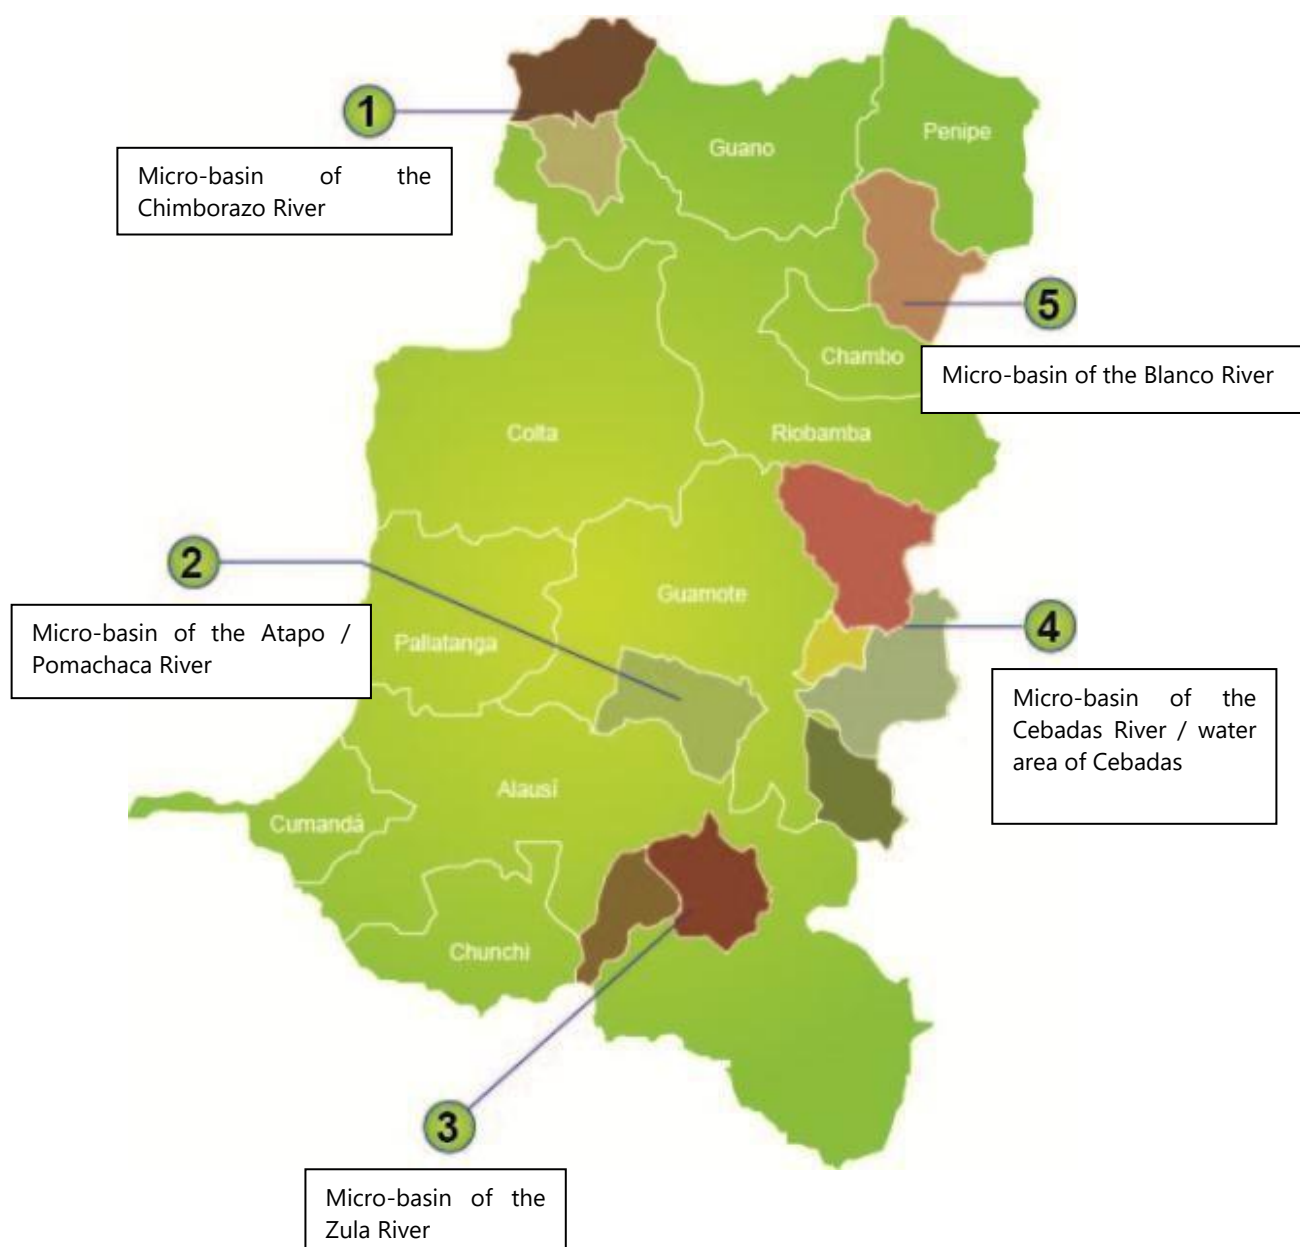 1
Micro-basin of the
Chimborazo River
Guano
Penipe
5
Micro-basin of the Blanco River
Chambo
Colta
Riobamba
2
Micro-basin of the Atapo /
Pomachaca River
Guamote
Pallatanga
4
Micro-basin of the
Cebadas River / water
area of Cebadas
Alausí
Cumandá
Chunchi
3
Micro-basin of the
Zula River